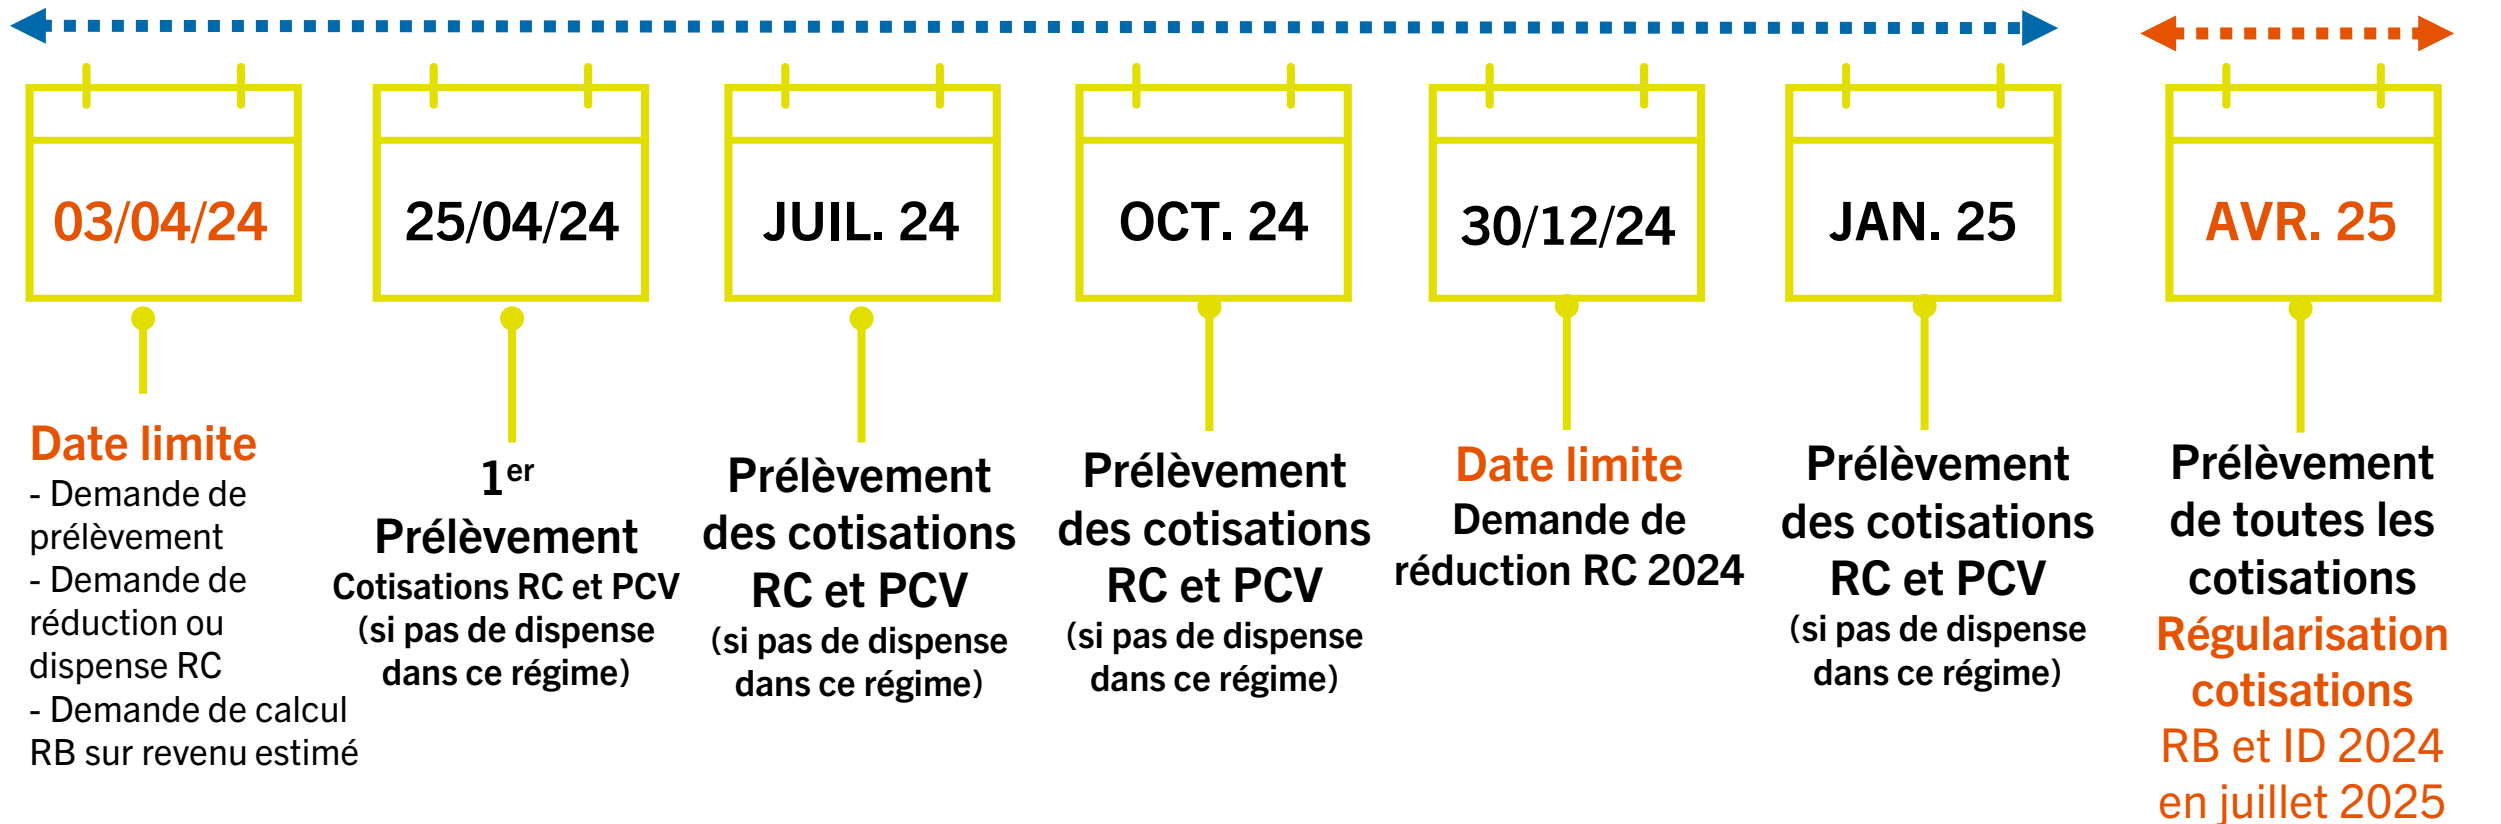 03/04/24
Date limite
- Demande de
prélèvement
- Demande de
réduction ou
dispense RC
- Demande de calcul
RB sur revenu estimé
25/04/24
1er
Prélèvement
Cotisations RC et PCV
(si pas de dispense
dans ce régime)
JUIL. 24
Prélèvement
des cotisations
RC et PCV
(si pas de dispense
dans ce régime)
OCT. 24
Prélèvement
des cotisations
RC et PCV
(si pas de dispense
dans ce régime)
30/12/24
Date limite
Demande de
réduction RC 2024
JAN. 25
Prélèvement
des cotisations
RC et PCV
(si pas de dispense
dans ce régime)
AVR. 25
Prélèvement
de toutes les
cotisations
Régularisation
cotisations
RB et ID 2024
en juillet 2025